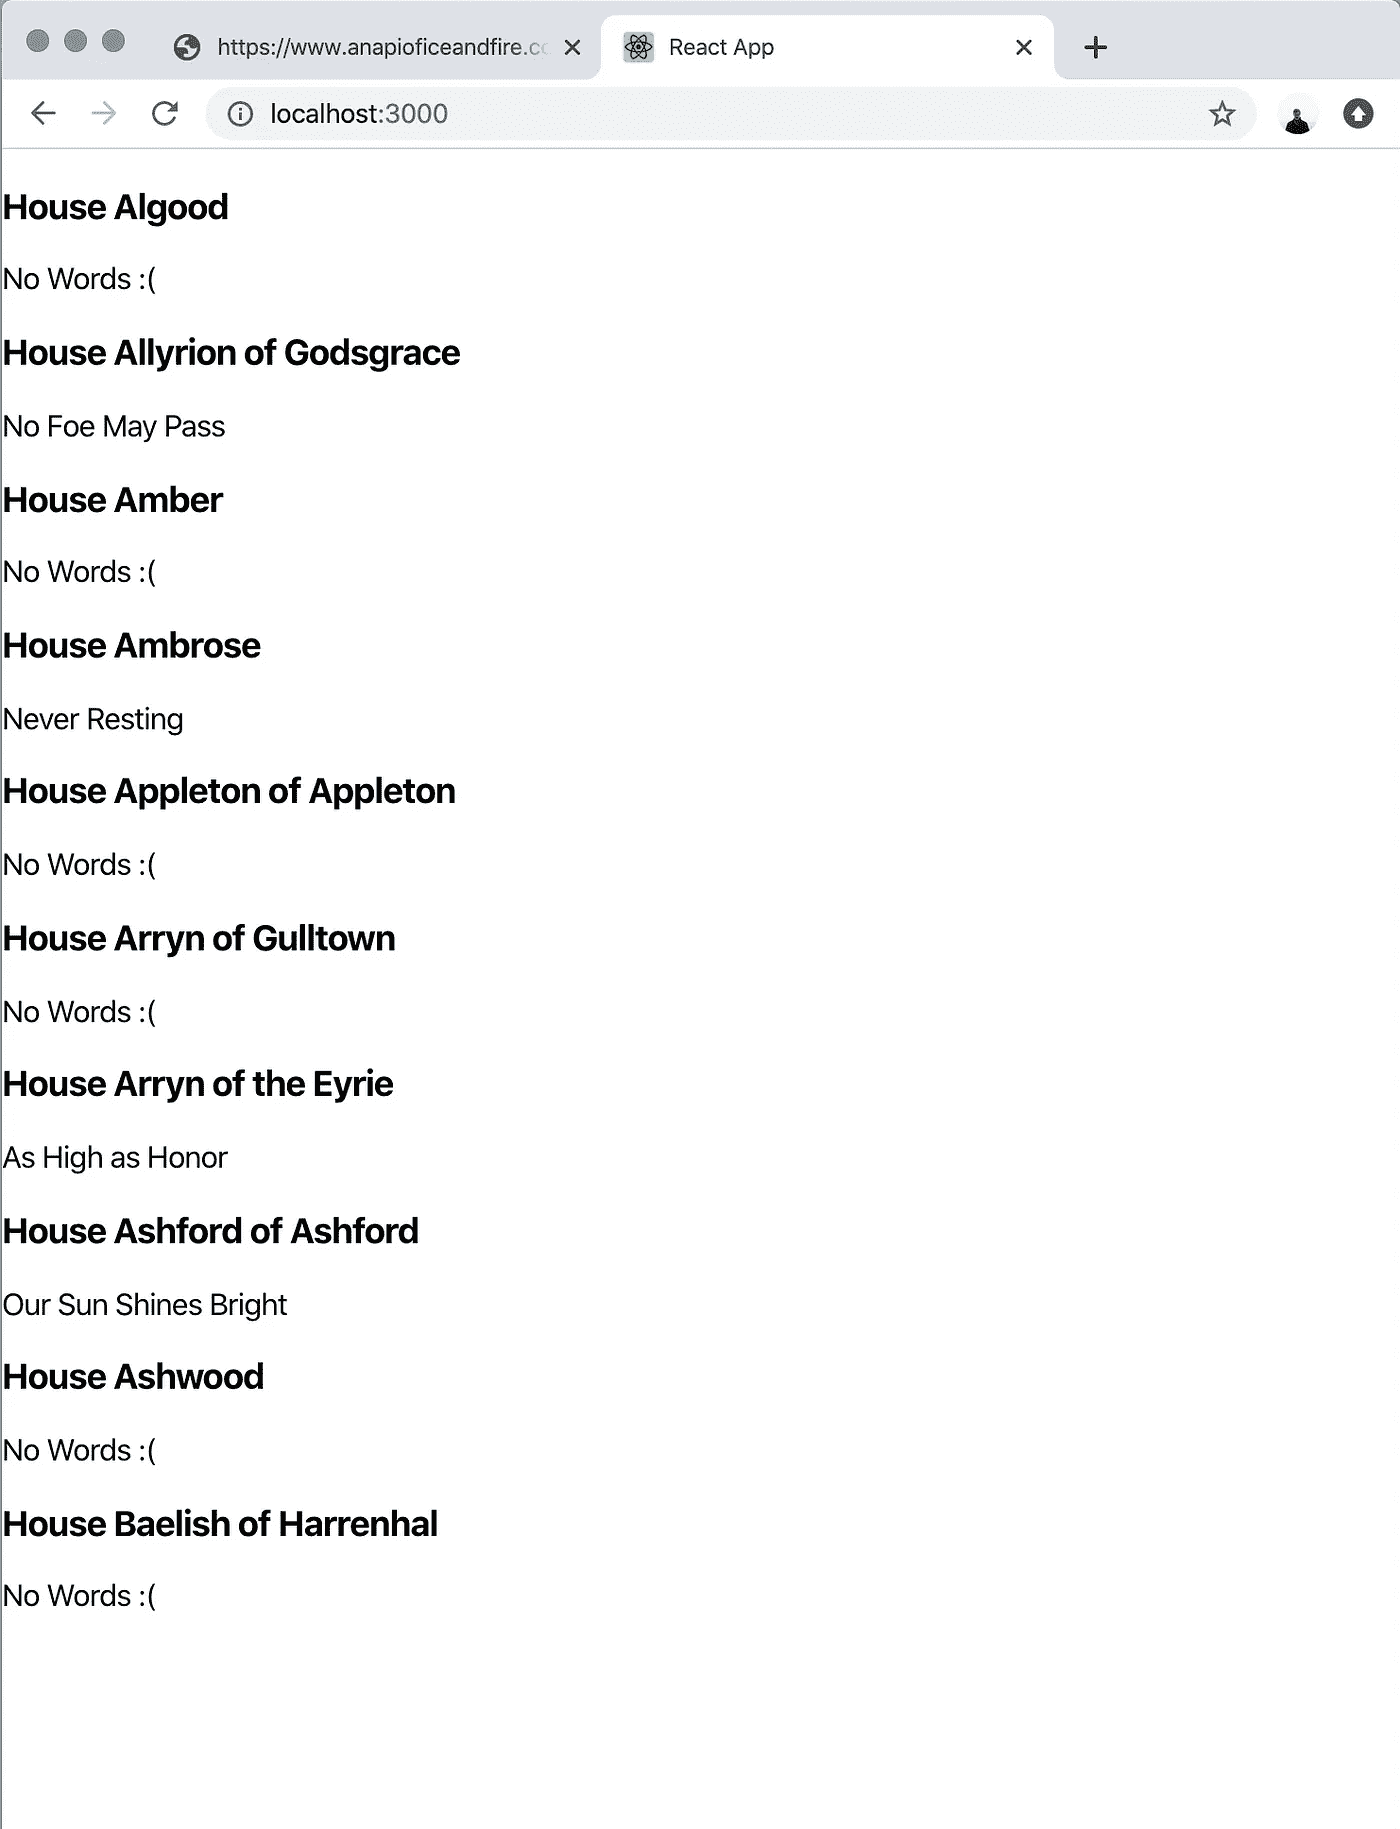 https://www.anapioficeandfire.c
React App
localhost:3000
House Algood
No Words :(
House Allyrion of Godsgrace
No Foe May Pass
House Amber
No Words :(
House Ambrose
Never Resting
House Appleton of Appleton
No Words :(
House Arryn of Gulltown
No Words :(
House Arryn of the Eyrie
As High as Honor
House Ashford of Ashford
Our Sun Shines Bright
House Ashwood
No Words :(
House Baelish of Harrenhal
No Words :(